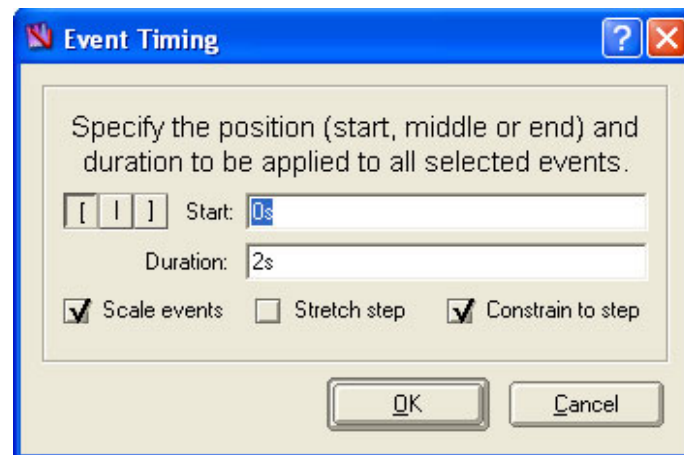 Event Timing
Specify the position (start, middle or end) and
duration to be applied to all selected events.
[ | ] Start: 0s
Duration: 2s
Scale events Stretch step Constrain to step
OK Cancel